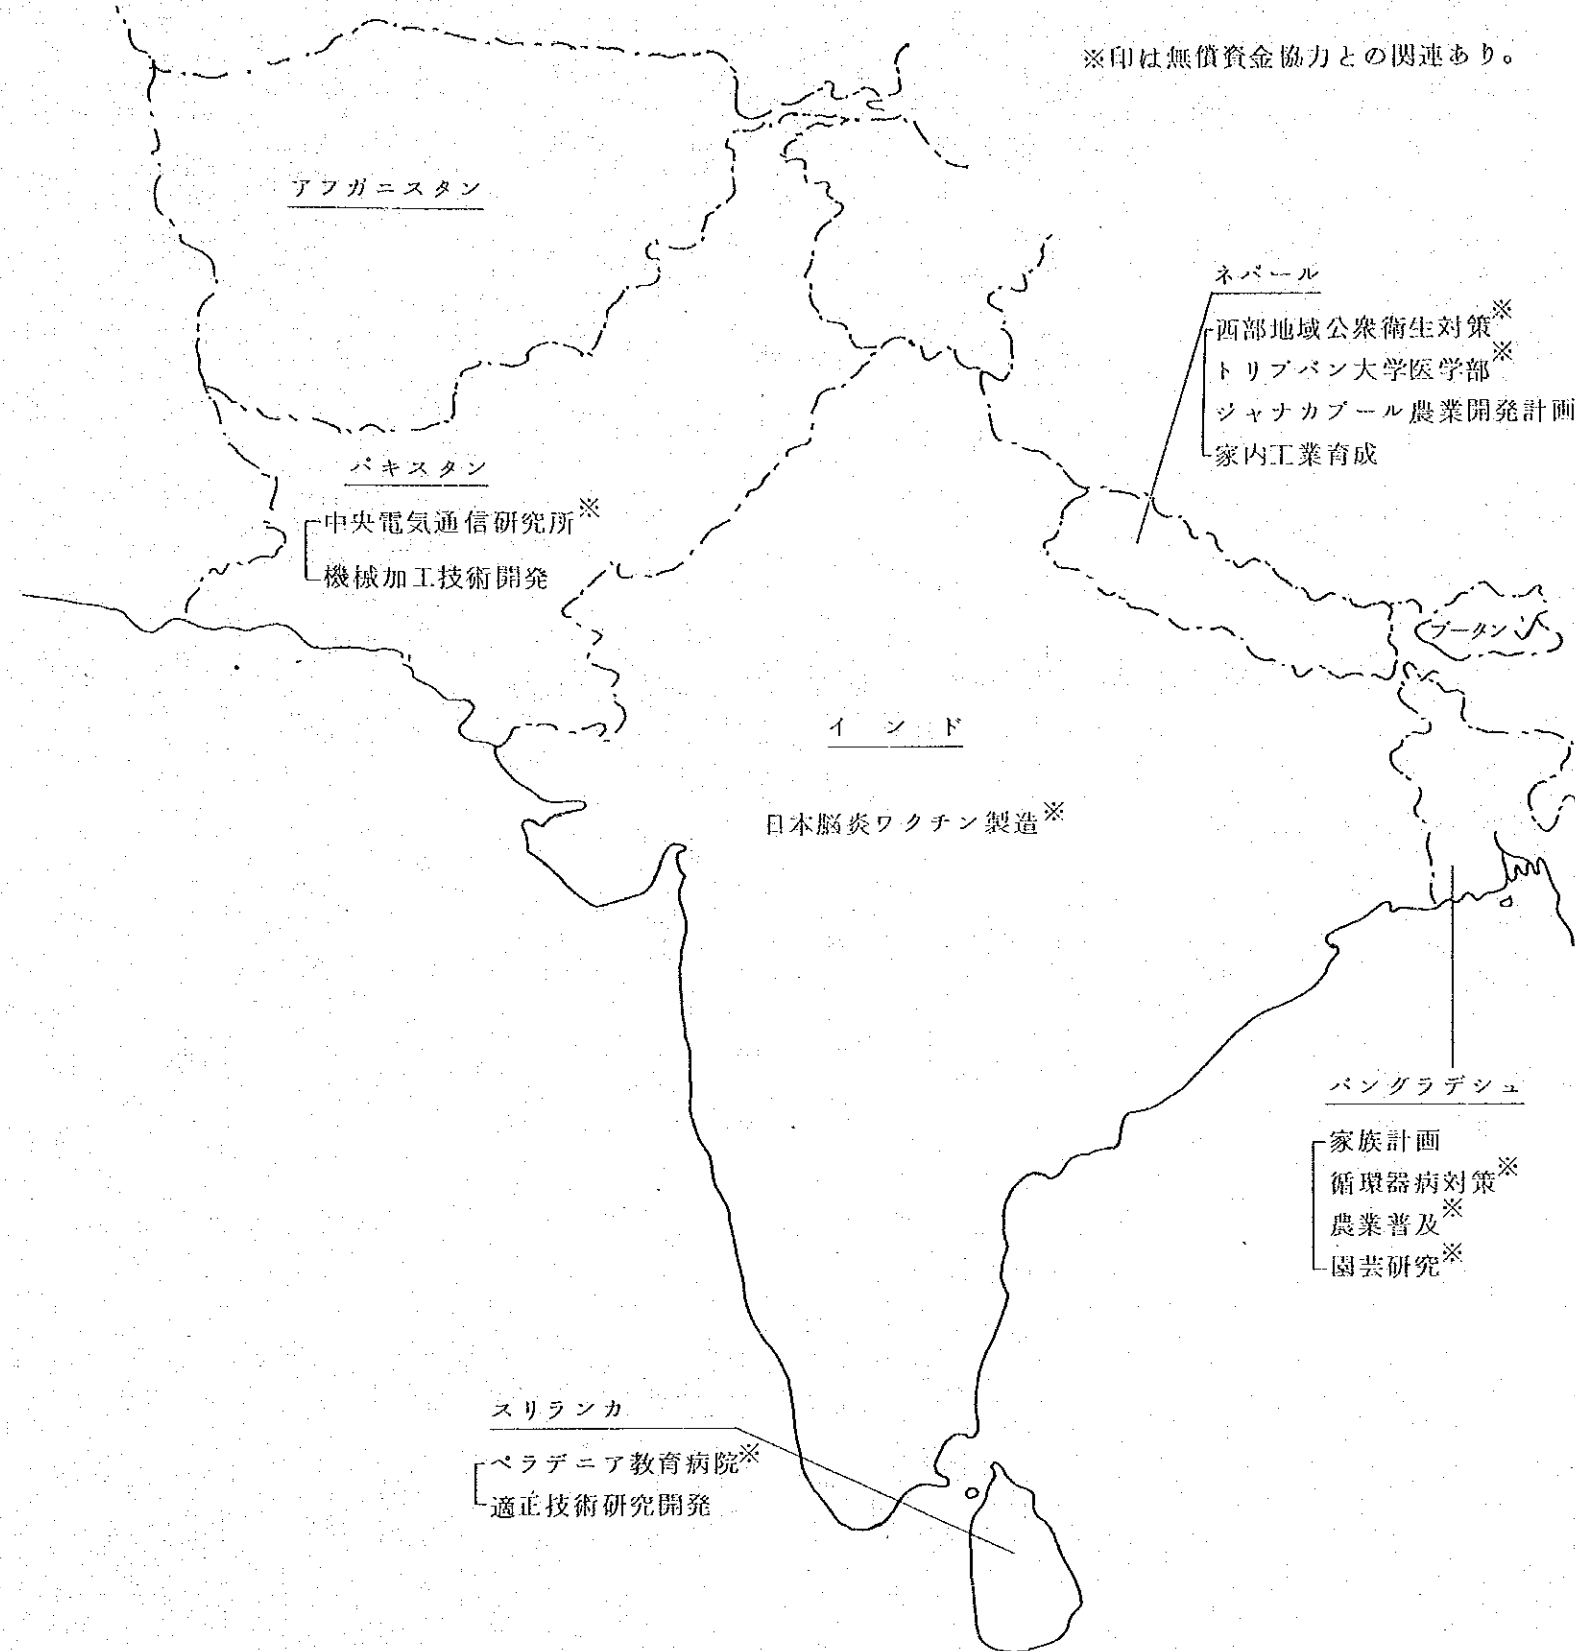 ※印は無償資金協力との関連あり。
アフガニスタン
ネパール
西部地域公衆衛生対策※
トリブバン大学医学部※
ジャナカプール農業開発計画
家内工業育成
パキスタン
中央電気通信研究所※
機械加工技術開発
ブータン
インド
日本脳炎ワクチン製造※
バングラデシュ
家族計画
循環器病対策※
農業普及※
園芸研究※
スリランカ
ペラデニア教育病院※
適正技術研究開発